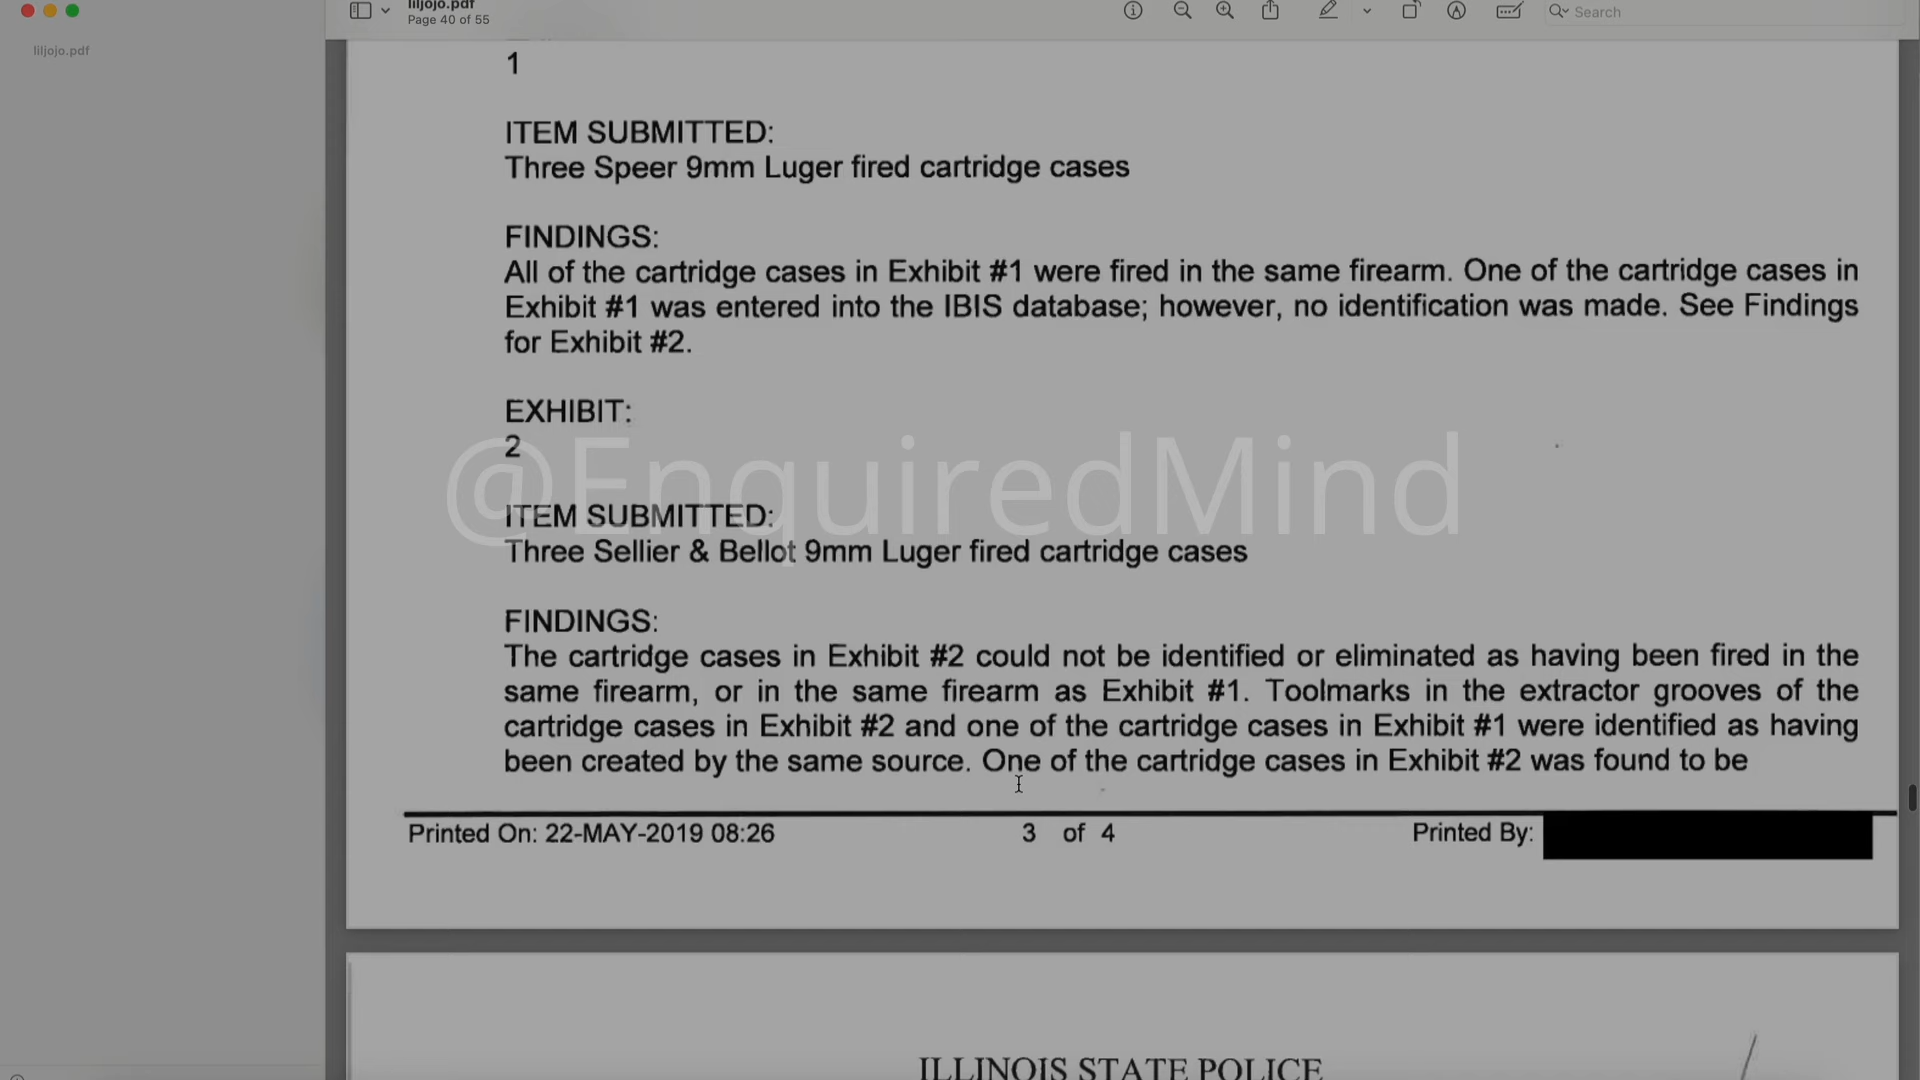 liljojo.pdf
Page 40 of 55
Search
liljojo.pdf
1
ITEM SUBMITTED:
Three Speer 9mm Luger fired cartridge cases
FINDINGS:
All of the cartridge cases in Exhibit #1 were fired in the same firearm. One of the cartridge cases in
Exhibit #1 was entered into the IBIS database; however, no identification was made. See Findings
for Exhibit #2.
EXHIBIT:
2
@EnquiredMind
ITEM SUBMITTED:
Three Sellier & Bellot 9mm Luger fired cartridge cases
FINDINGS:
The cartridge cases in Exhibit #2 could not be identified or eliminated as having been fired in the
same firearm, or in the same firearm as Exhibit #1. Toolmarks in the extractor grooves of the
cartridge cases in Exhibit #2 and one of the cartridge cases in Exhibit #1 were identified as having
been created by the same source. One of the cartridge cases in Exhibit #2 was found to be
Printed On: 22-MAY-2019 08:26 3 of 4 Printed By:
ILLINOIS STATE POLICE